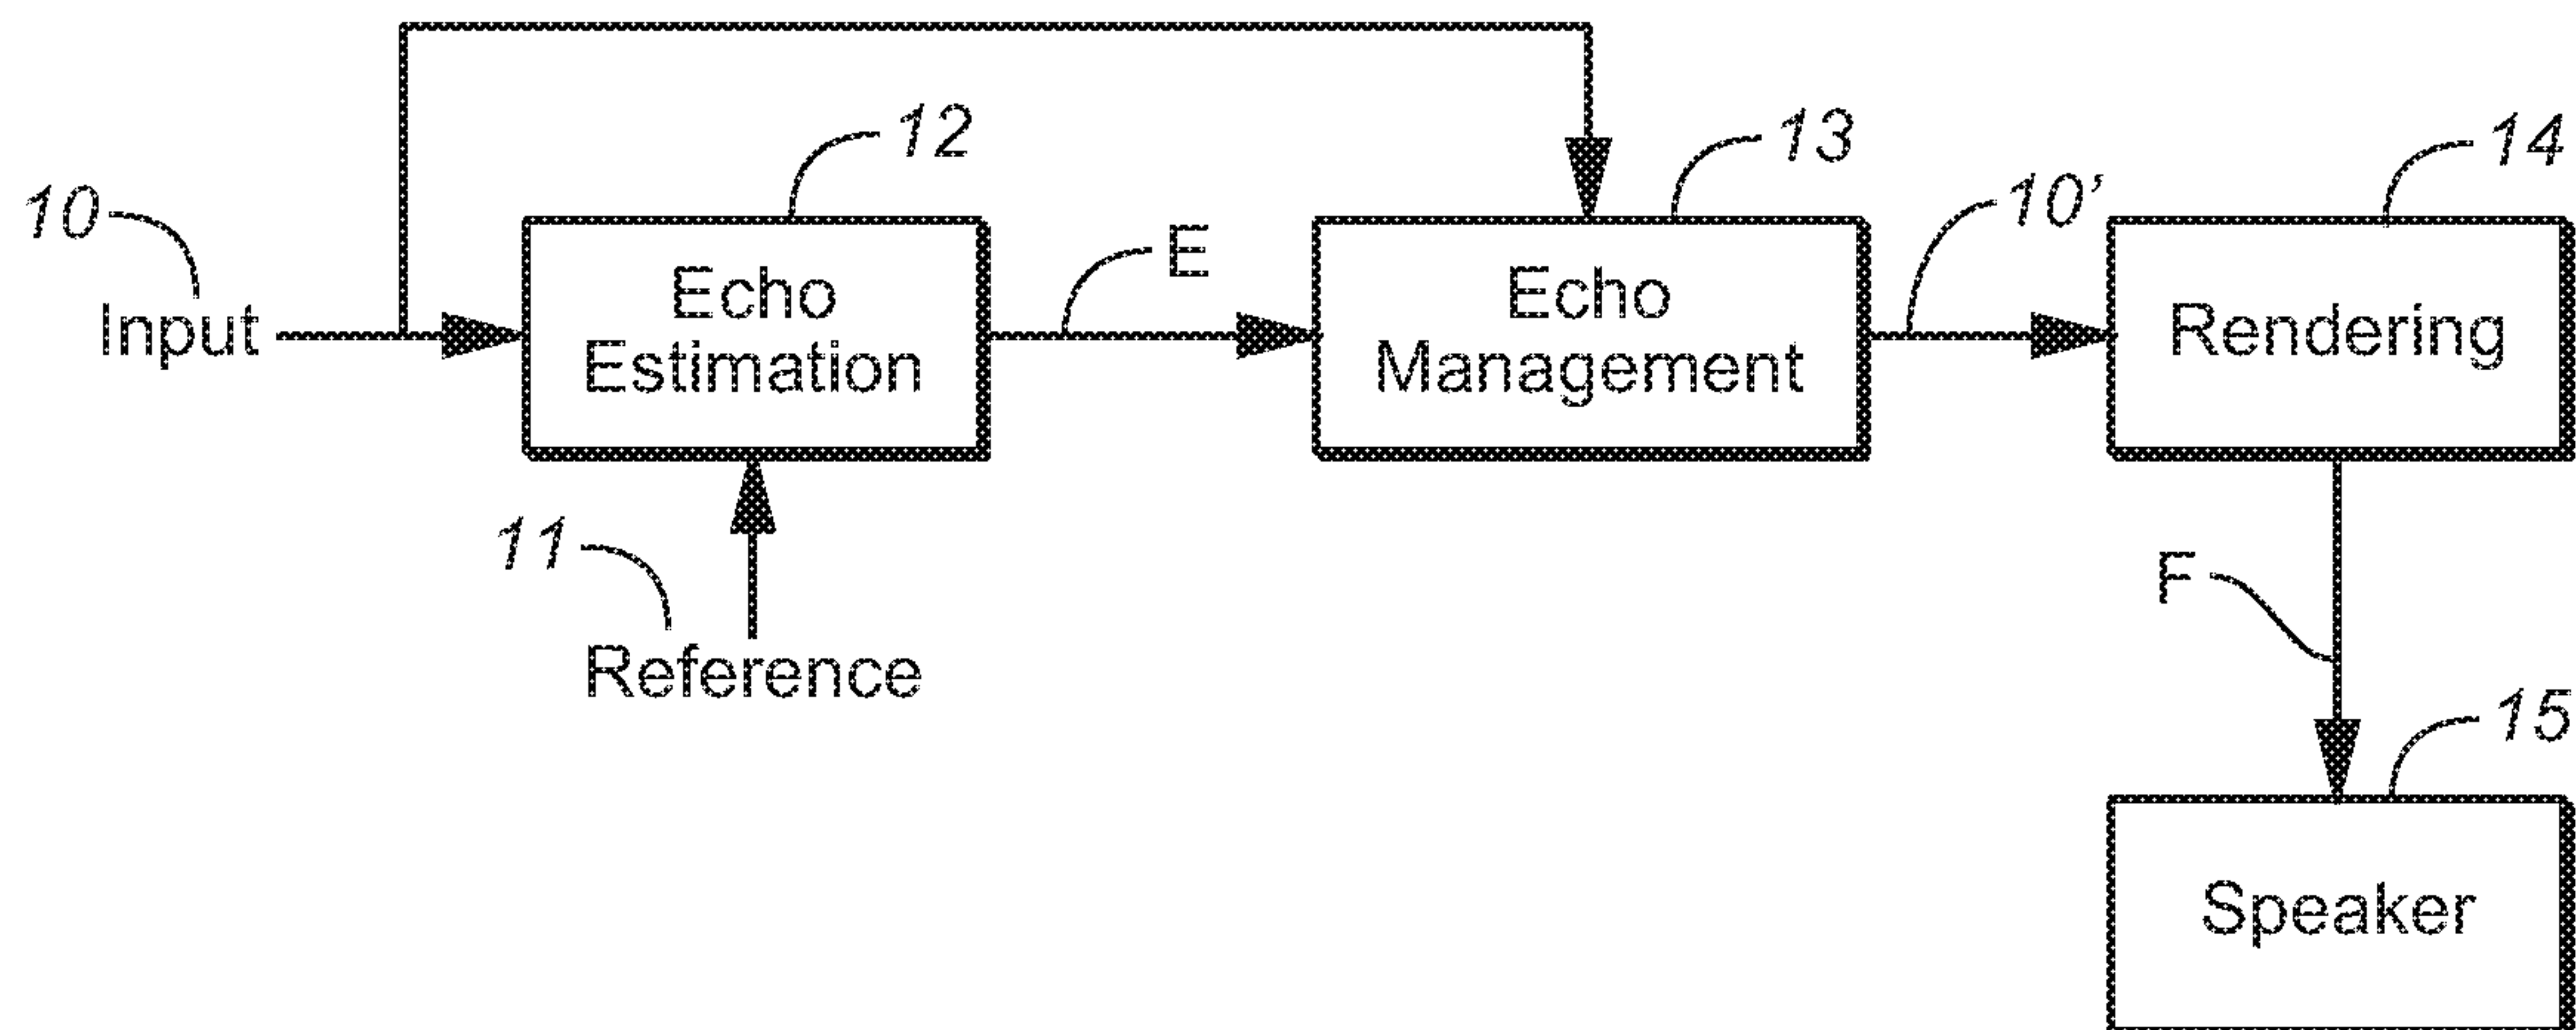 12
13
14
10
10’
E
Echo
Estimation
Echo
Management
Rendering
Input
11
F
Reference
15
Speaker